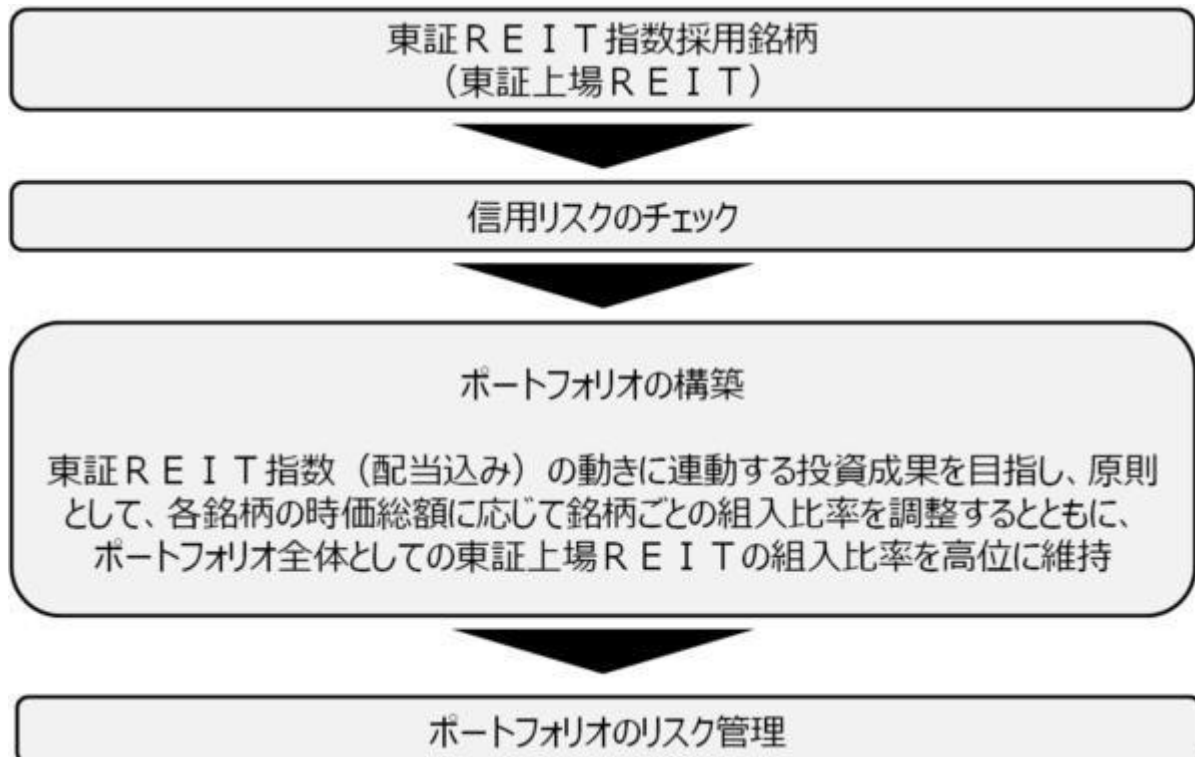 東証ＲＥＩＴ指数採用銘柄
（東証上場ＲＥＩＴ）
信用リスクのチェック
ポートフォリオの構築
東証ＲＥＩＴ指数（配当込み）の動きに連動する投資成果を目指し、原則
として、各銘柄の時価総額に応じて銘柄ごとの組入比率を調整するとともに、
ポートフォリオ全体としての東証上場ＲＥＩＴの組入比率を高位に維持
ポートフォリオのリスク管理